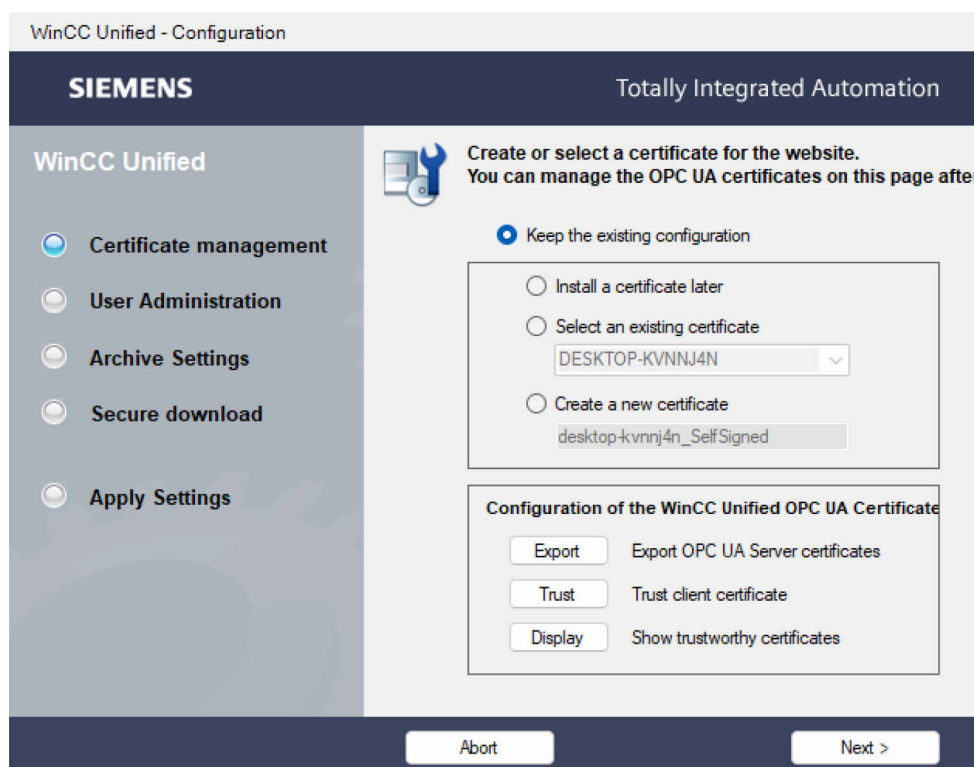 WinCC Unified - Configuration
SIEMENS
Totally Integrated Automation
WinCC Unified
Certificate management
User Administration
Archive Settings
Secure download
Apply Settings
Create or select a certificate for the website.
You can manage the OPC UA certificates on this page afte
Keep the existing configuration
Install a certificate later
Select an existing certificate
DESKTOP-KVNNJ4N
Create a new certificate
desktop-kvnnj4n_SelfSigned
Configuration of the WinCC Unified OPC UA Certificate
Export Export OPC UA Server certificates
Trust Trust client certificate
Display Show trustworthy certificates
Abort Next >